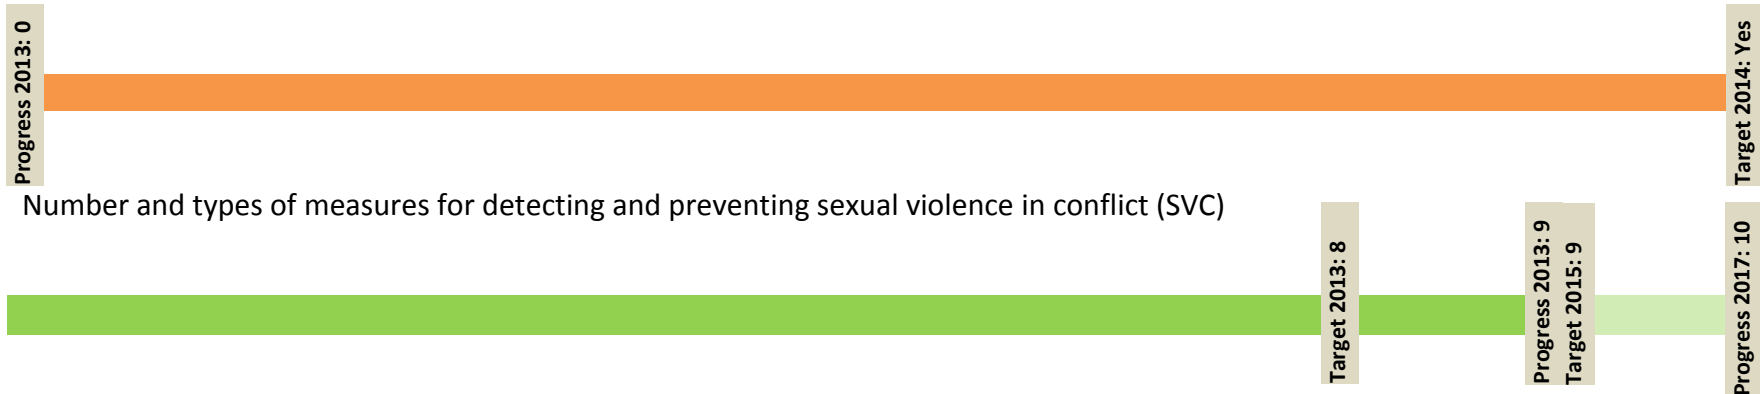 Progress 2013: 0
Target 2014: Yes
Number and types of measures for detecting and preventing sexual violence in conflict (SVC)
Target 2013: 8
Progress 2013: 9
Target 2015: 9
Progress 2017: 10